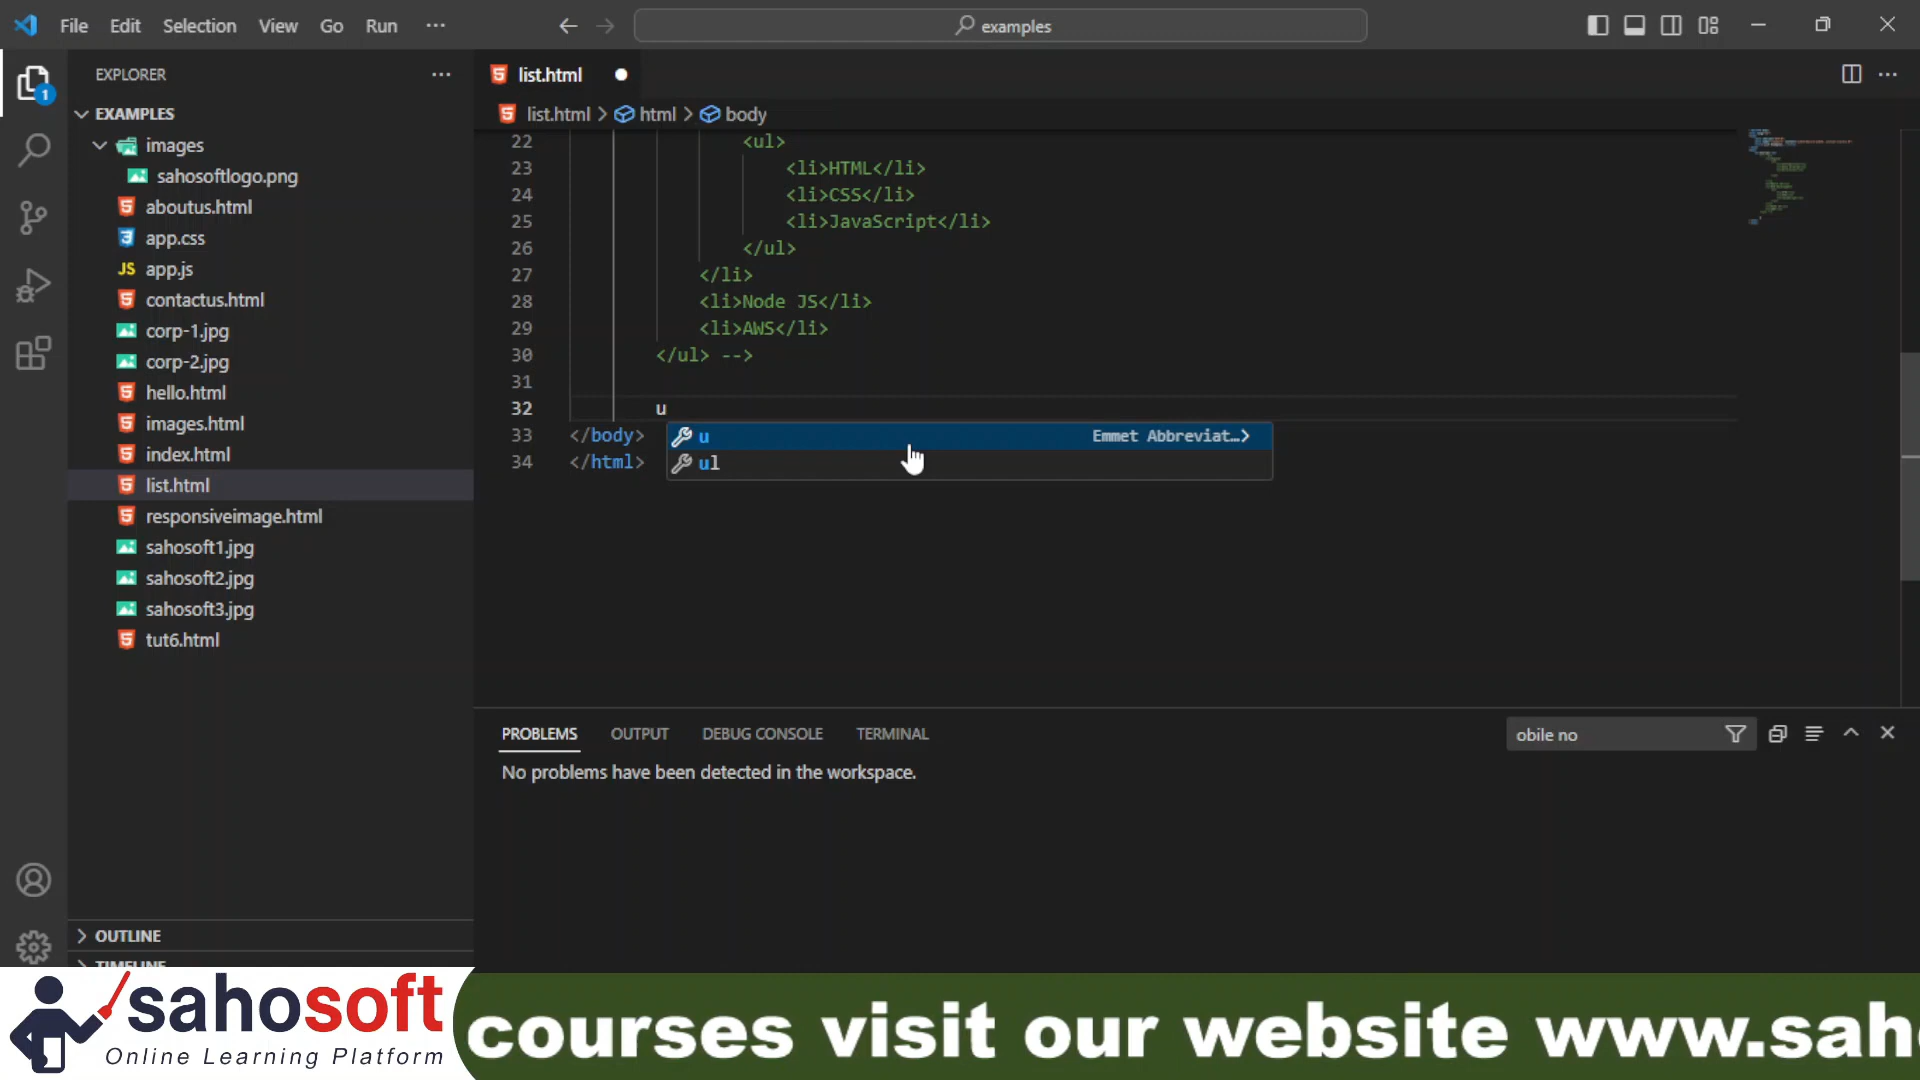 File Edit Selection View Go Run ...
examples
EXPLORER ...
1
EXAMPLES
images
sahosoftlogo.png
aboutus.html
app.css
JS app.js
contactus.html
corp-1.jpg
corp-2.jpg
hello.html
images.html
index.html
list.html
responsiveimage.html
sahosoft1.jpg
sahosoft2.jpg
sahosoft3.jpg
tut6.html
OUTLINE
TIMELINE
list.html
list.html > html > body
22 <ul>
23 <li>HTML</li>
24 <li>CSS</li>
25 <li>JavaScript</li>
26 </ul>
27 </li>
28 <li>Node JS</li>
29 <li>AWS</li>
30 </ul> -->
31
32 u
33 </body>
34 </html>
u Emmet Abbreviat...>
ul
PROBLEMS OUTPUT DEBUG CONSOLE TERMINAL
obile no
No problems have been detected in the workspace.
sahosoft
Online Learning Platform
courses visit our website www.saho